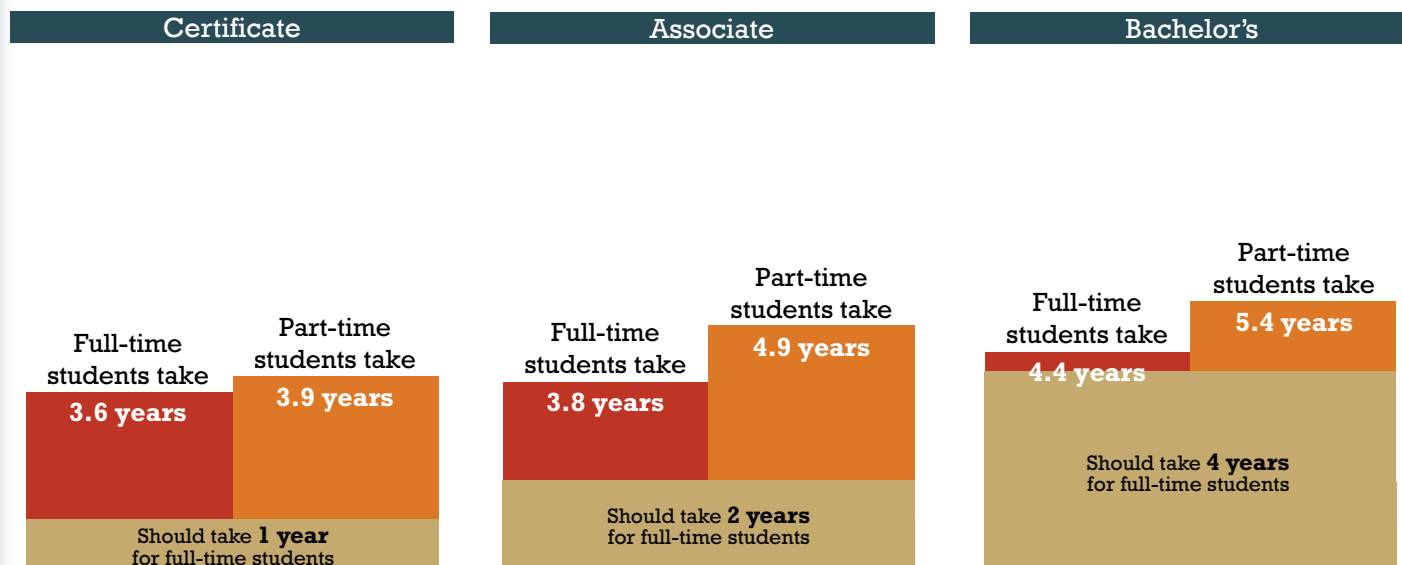 Certificate
Full-time
students take
3.6 years
Part-time
students take
3.9 years
Should take 1 year
for full-time students
Associate
Full-time
students take
3.8 years
Part-time
students take
4.9 years
Should take 2 years
for full-time students
Bachelor's
Full-time
students take
4.4 years
Part-time
students take
5.4 years
Should take 4 years
for full-time students